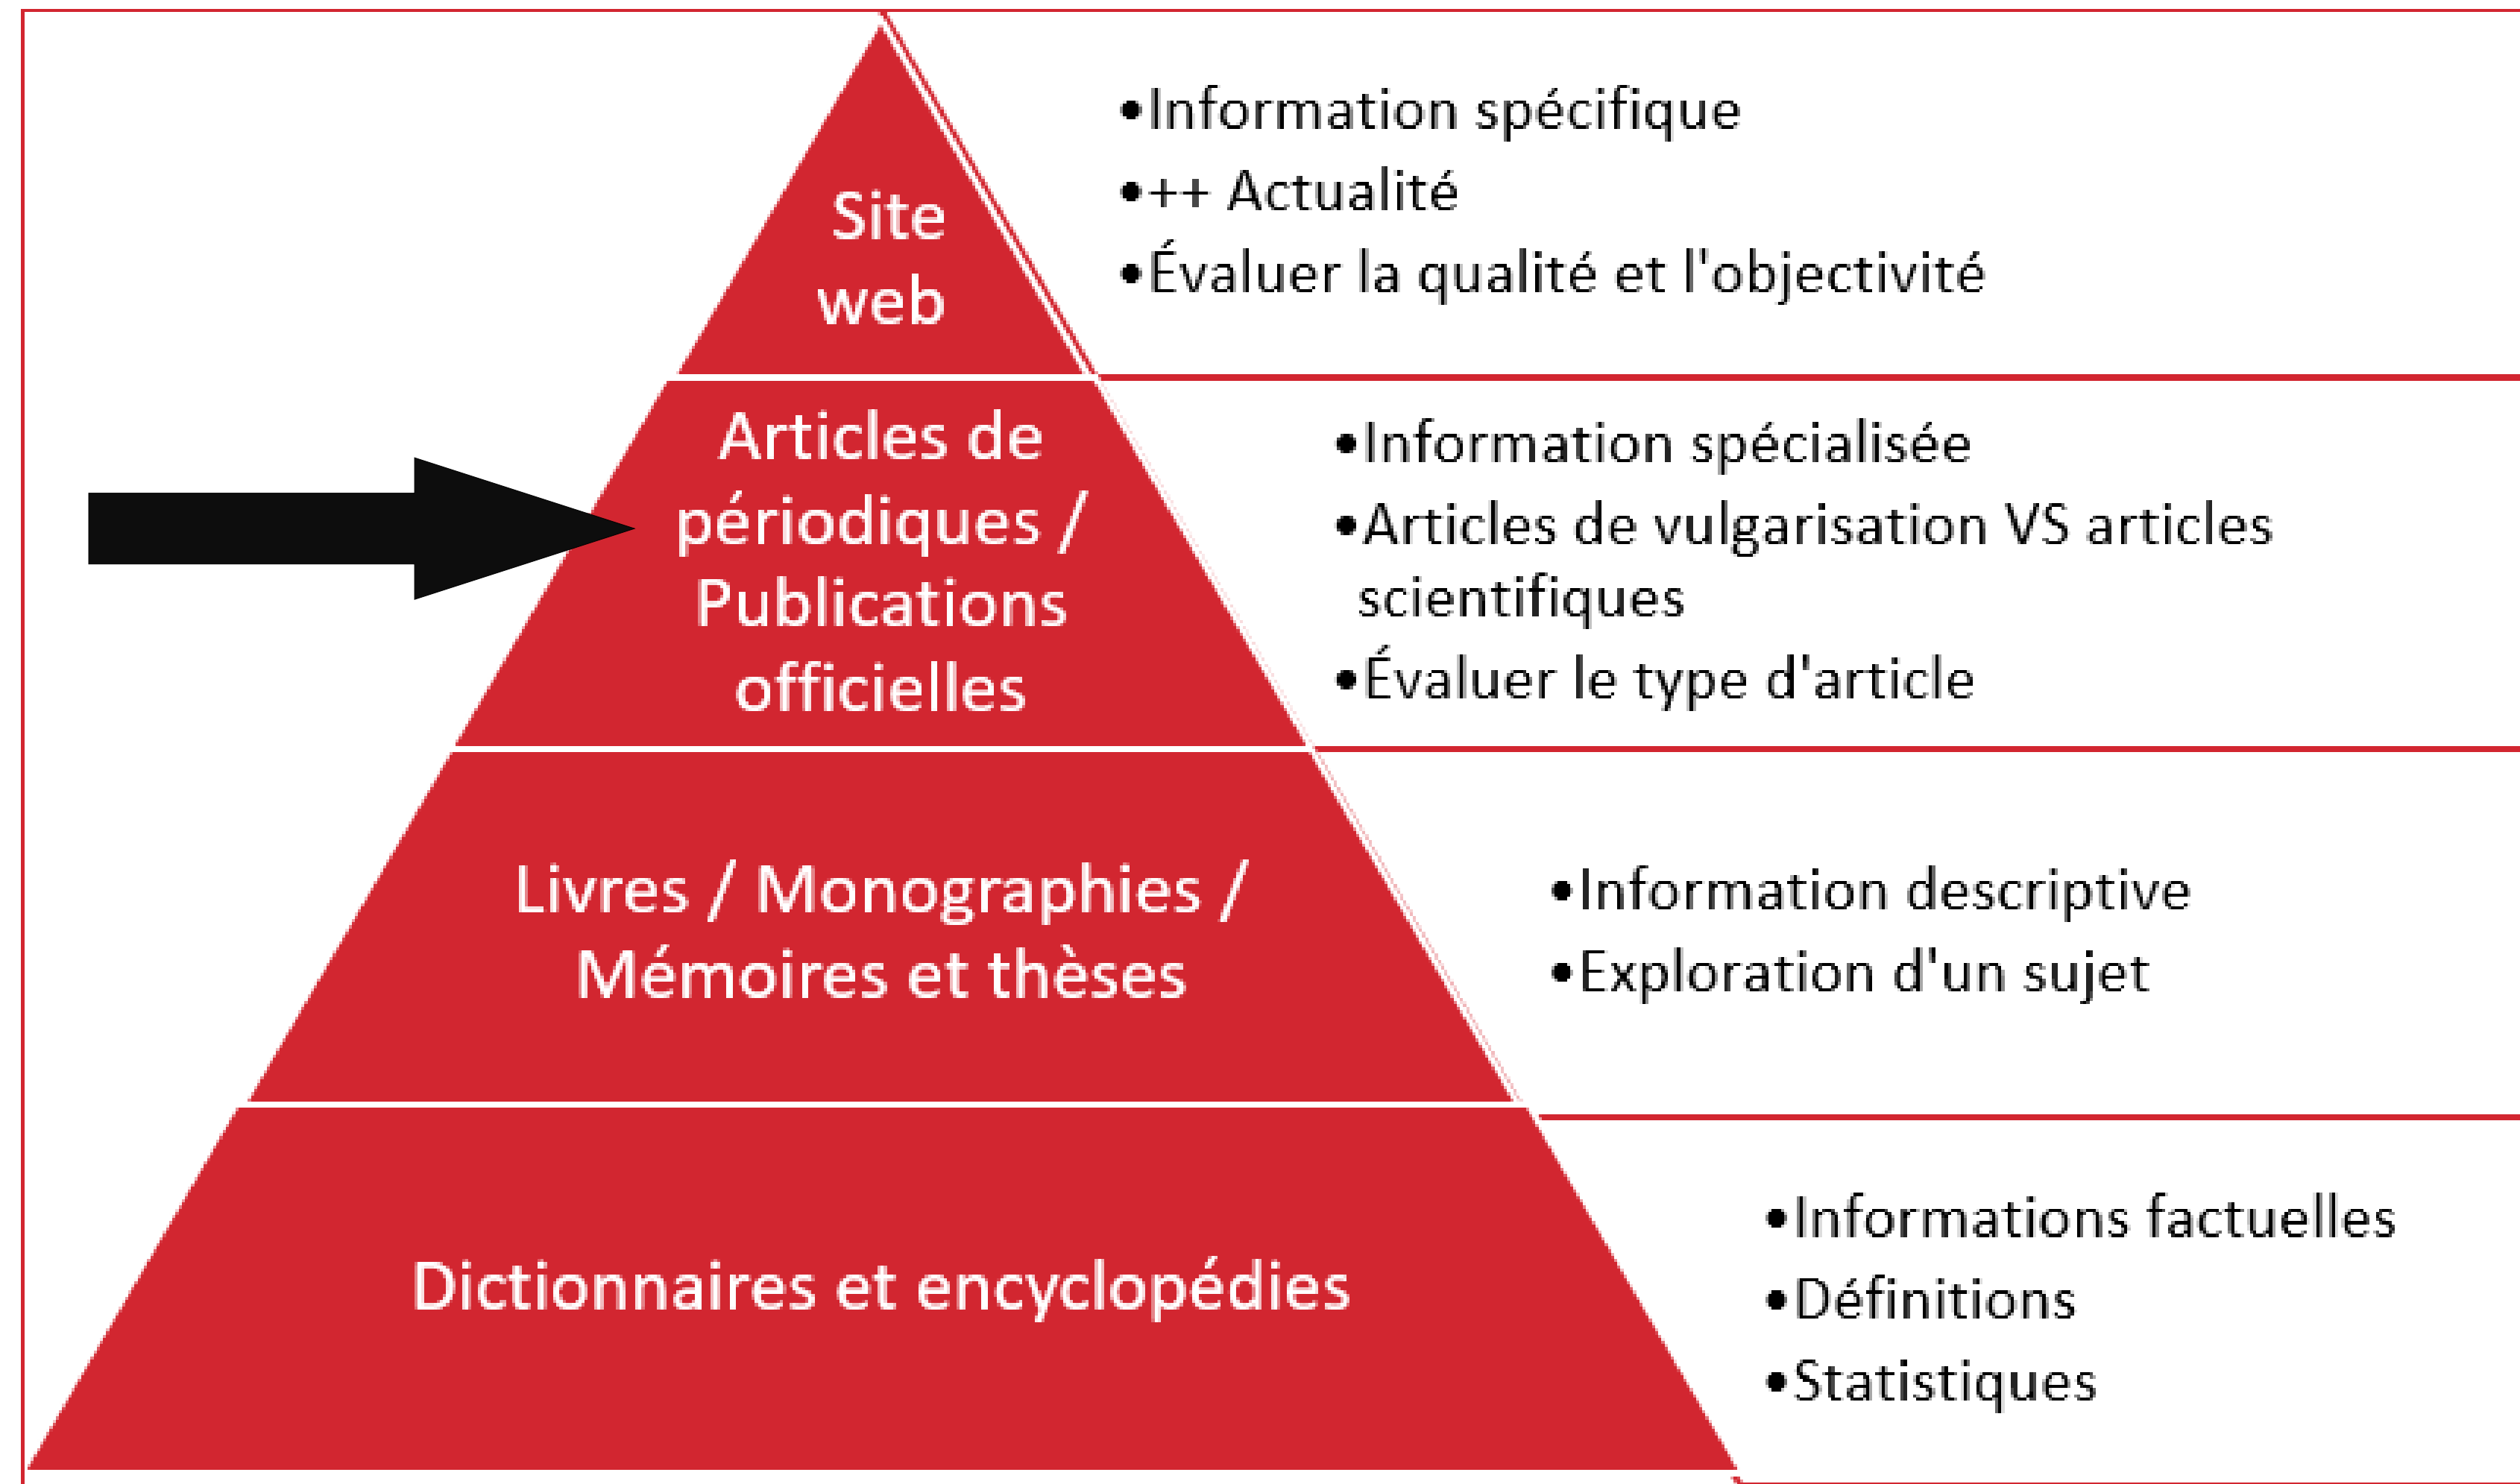 Site
web
•Information spécifique
•++ Actualité
•Évaluer la qualité et l'objectivité
Articles de
périodiques /
Publications
officielles
•Information spécialisée
•Articles de vulgarisation VS articles
scientifiques
•Évaluer le type d'article
Livres / Monographies /
Mémoires et thèses
•Information descriptive
•Exploration d'un sujet
Dictionnaires et encyclopédies
•Informations factuelles
•Définitions
•Statistiques